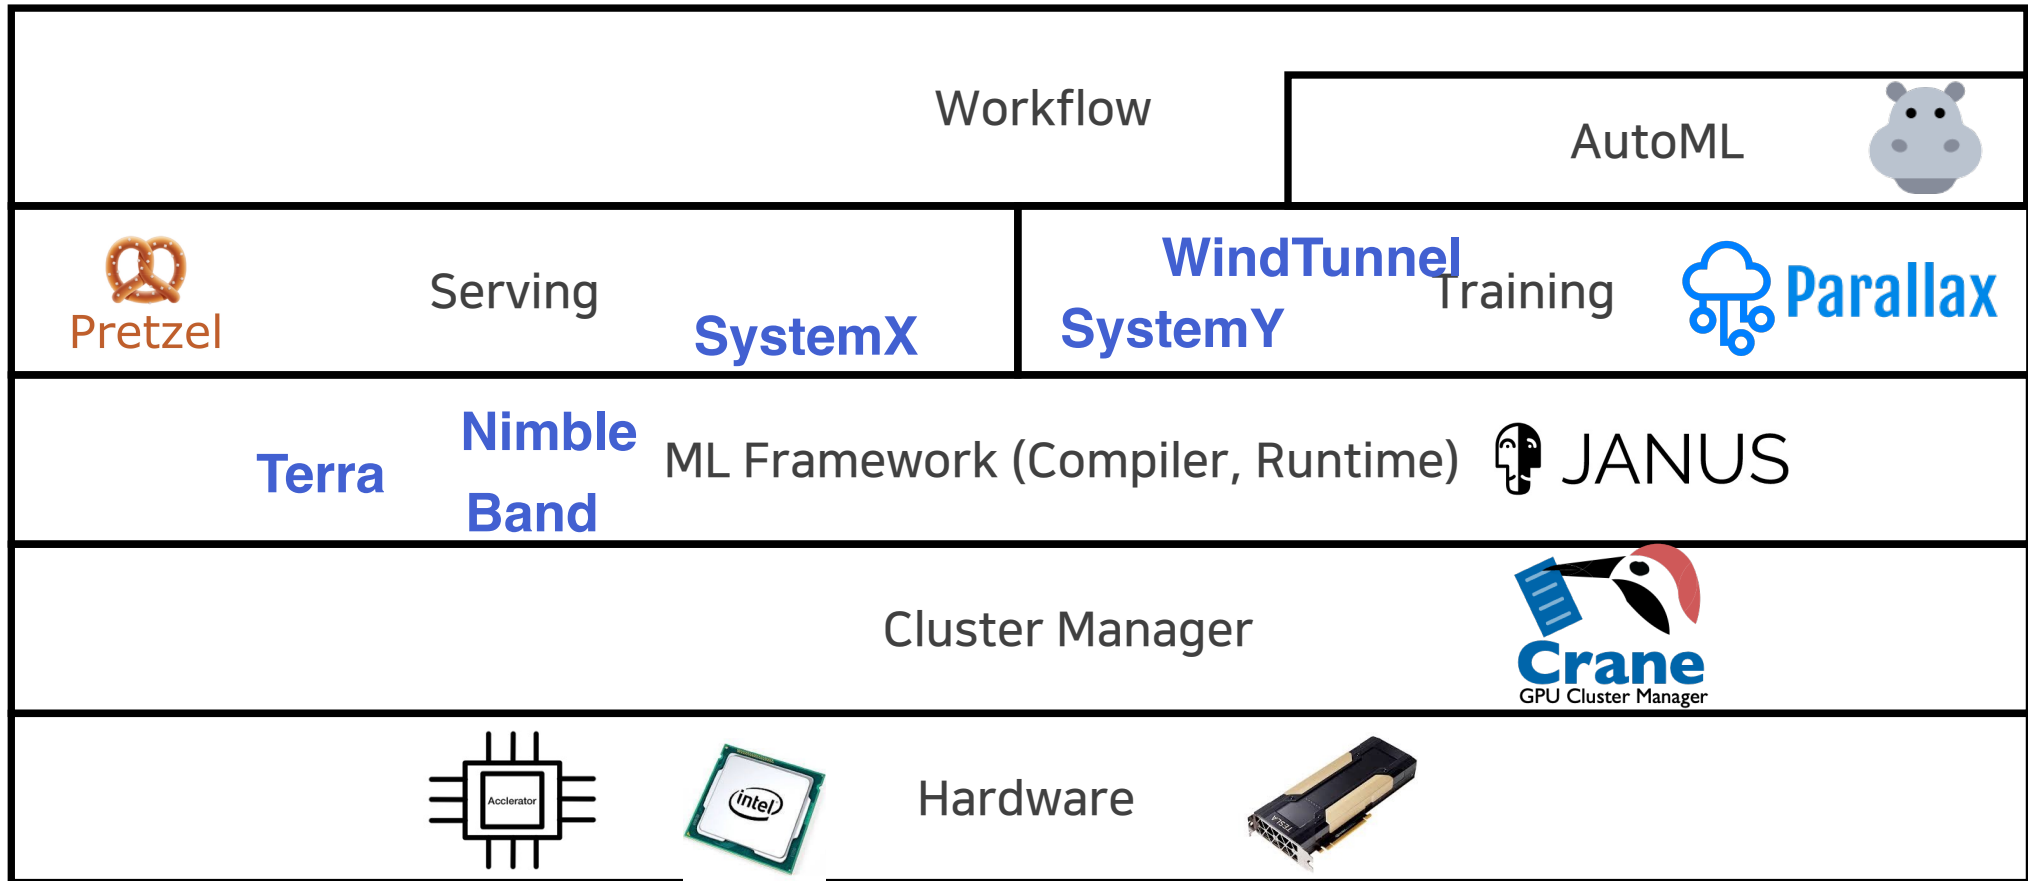 Workflow
AutoML
Pretzel
Serving
SystemX
WindTunnel
SystemY
Training
Parallax
Terra
Nimble
Band
ML Framework (Compiler, Runtime)
JANUS
Cluster Manager
Crane
GPU Cluster Manager
Acclerator
intel
Hardware
TESLA